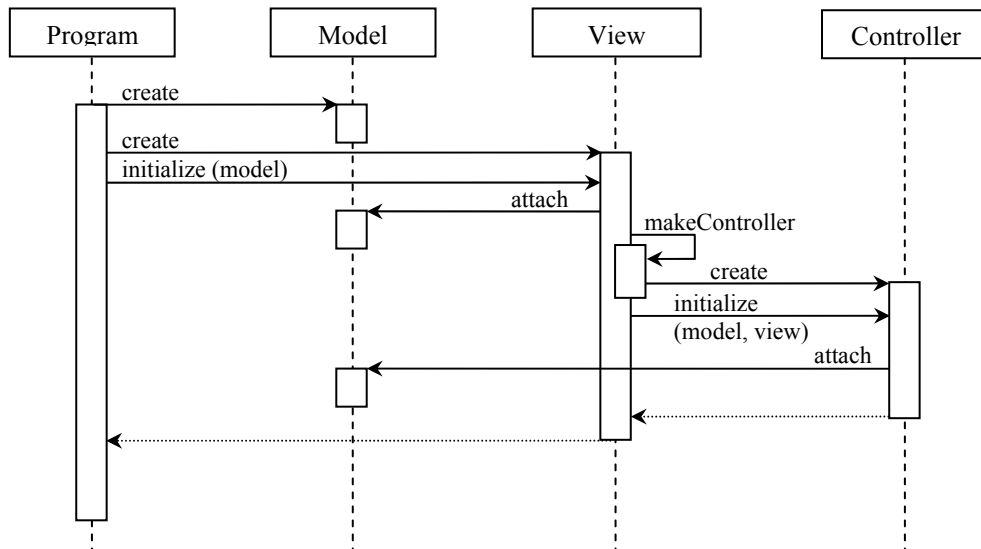 Program
Model
View
Controller
create
create
initialize (model)
attach
makeController
create
initialize
(model, view)
attach